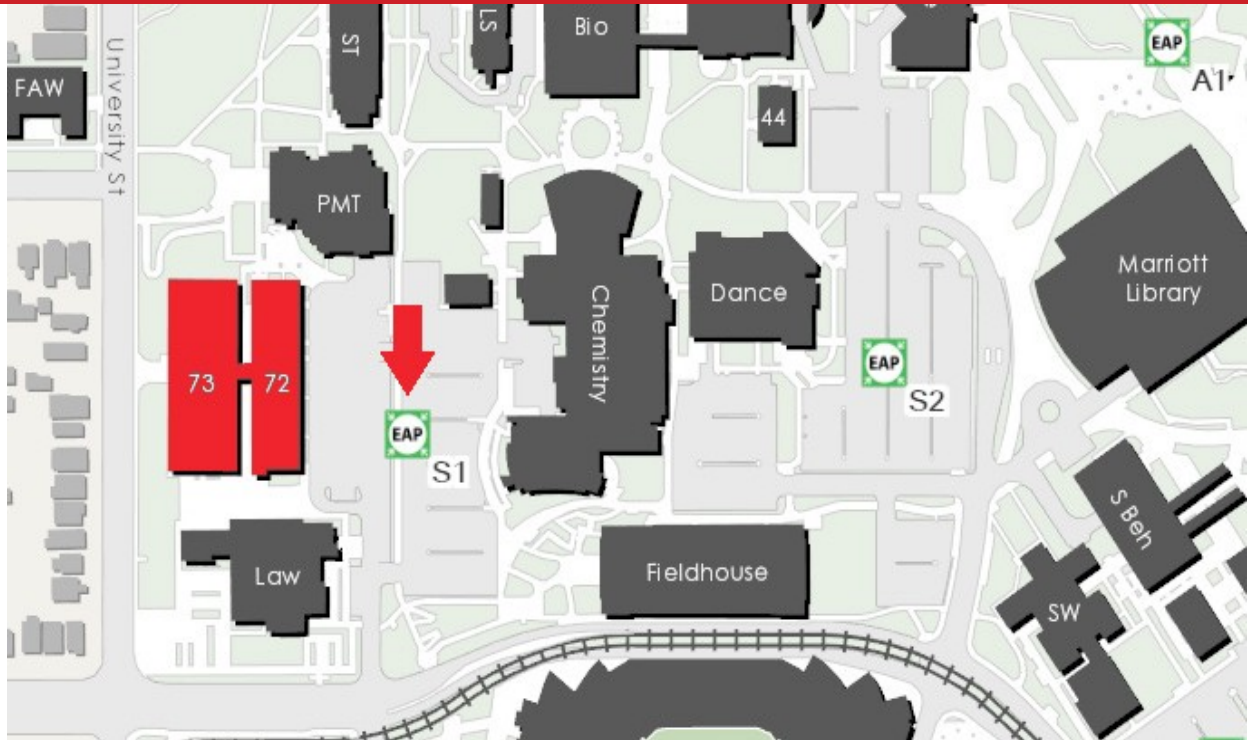 ST
LS
Bio
EAP
A1
FAW
University St
44
PMT
Marriott
Library
Chemistry
Dance
73
72
EAP
S1
EAP
S2
S Beh
Law
Fieldhouse
SW